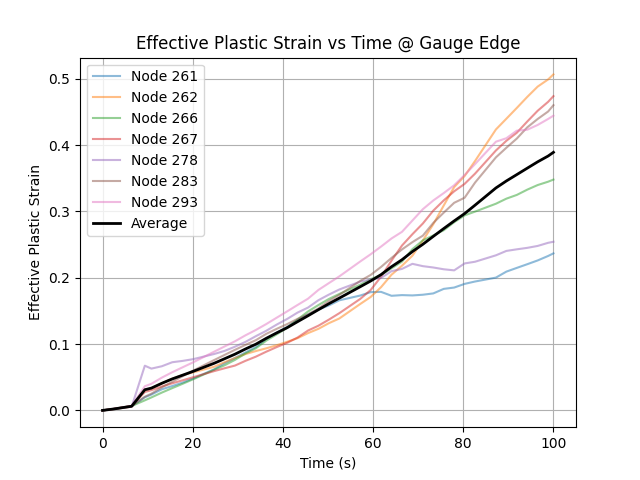 Effective Plastic Strain vs Time @ Gauge Edge
Effective Plastic Strain
0.5
0.4
0.3
0.2
0.1
0.0
Node 261
Node 262
Node 266
Node 267
Node 278
Node 283
Node 293
Average
0 20 40 60 80 100
Time (s)